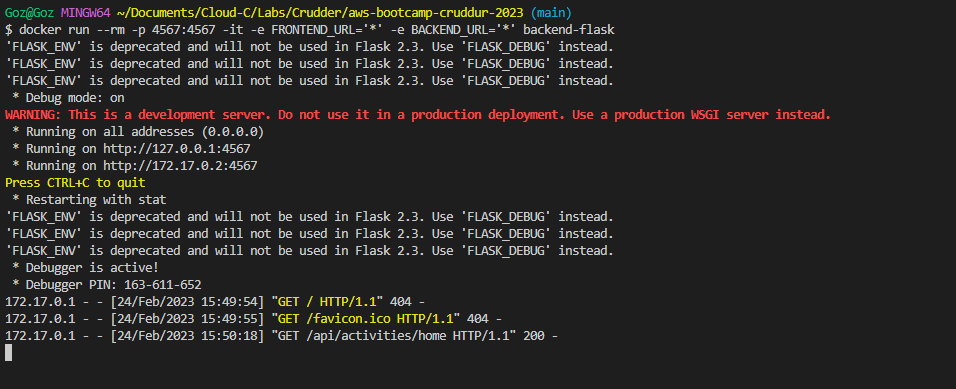 Goz@Goz MINGW64 ~/Documents/Cloud-C/Labs/Crudder/aws-bootcamp-cruddur-2023 (main)
$ docker run --rm -p 4567:4567 -it -e FRONTEND_URL='*' -e BACKEND_URL='*' backend-flask
'FLASK_ENV' is deprecated and will not be used in Flask 2.3. Use 'FLASK_DEBUG' instead.
'FLASK_ENV' is deprecated and will not be used in Flask 2.3. Use 'FLASK_DEBUG' instead.
'FLASK_ENV' is deprecated and will not be used in Flask 2.3. Use 'FLASK_DEBUG' instead.
 * Debug mode: on
WARNING: This is a development server. Do not use it in a production deployment. Use a production WSGI server instead.
 * Running on all addresses (0.0.0.0)
 * Running on http://127.0.0.1:4567
 * Running on http://172.17.0.2:4567
Press CTRL+C to quit
 * Restarting with stat
'FLASK_ENV' is deprecated and will not be used in Flask 2.3. Use 'FLASK_DEBUG' instead.
'FLASK_ENV' is deprecated and will not be used in Flask 2.3. Use 'FLASK_DEBUG' instead.
'FLASK_ENV' is deprecated and will not be used in Flask 2.3. Use 'FLASK_DEBUG' instead.
 * Debugger is active!
 * Debugger PIN: 163-611-652
172.17.0.1 - - [24/Feb/2023 15:49:54] "GET / HTTP/1.1" 404 -
172.17.0.1 - - [24/Feb/2023 15:49:55] "GET /favicon.ico HTTP/1.1" 404 -
172.17.0.1 - - [24/Feb/2023 15:50:18] "GET /api/activities/home HTTP/1.1" 200 -